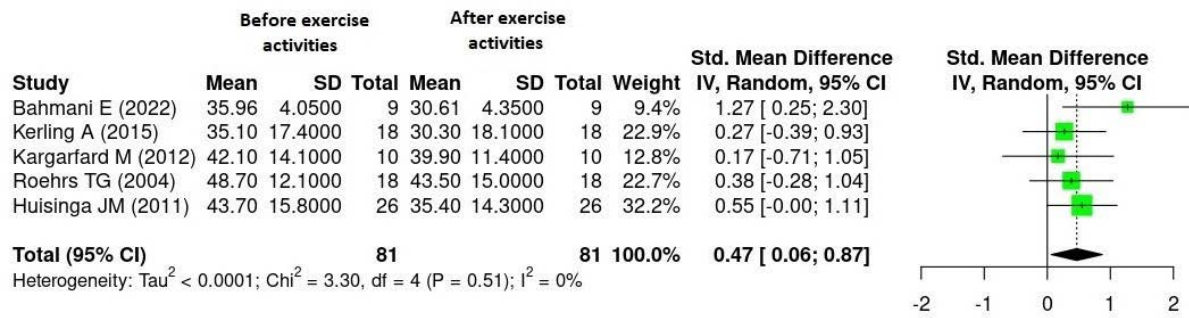 Before exercise activities After exercise activities
Std. Mean Difference Std. Mean Difference
Study Mean SD Total Mean SD Total Weight IV, Random, 95% CI IV, Random, 95% CI
Bahmani E (2022) 35.96 4.0500 9 30.61 4.3500 9 9.4% 1.27 [ 0.25; 2.30]
Kerling A (2015) 35.10 17.4000 18 30.30 18.1000 18 22.9% 0.27 [-0.39; 0.93]
Kargarfard M (2012) 42.10 14.1000 10 39.90 11.4000 10 12.8% 0.17 [-0.71; 1.05]
Roehrs TG (2004) 48.70 12.1000 18 43.50 15.0000 18 22.7% 0.38 [-0.28; 1.04]
Huisinga JM (2011) 43.70 15.8000 26 35.40 14.3000 26 32.2% 0.55 [-0.00; 1.11]
Total (95% CI) 81 81 100.0% 0.47 [ 0.06; 0.87]
Heterogeneity: Tau² < 0.0001; Chi² = 3.30, df = 4 (P = 0.51); I² = 0%
-2 -1 0 1 2